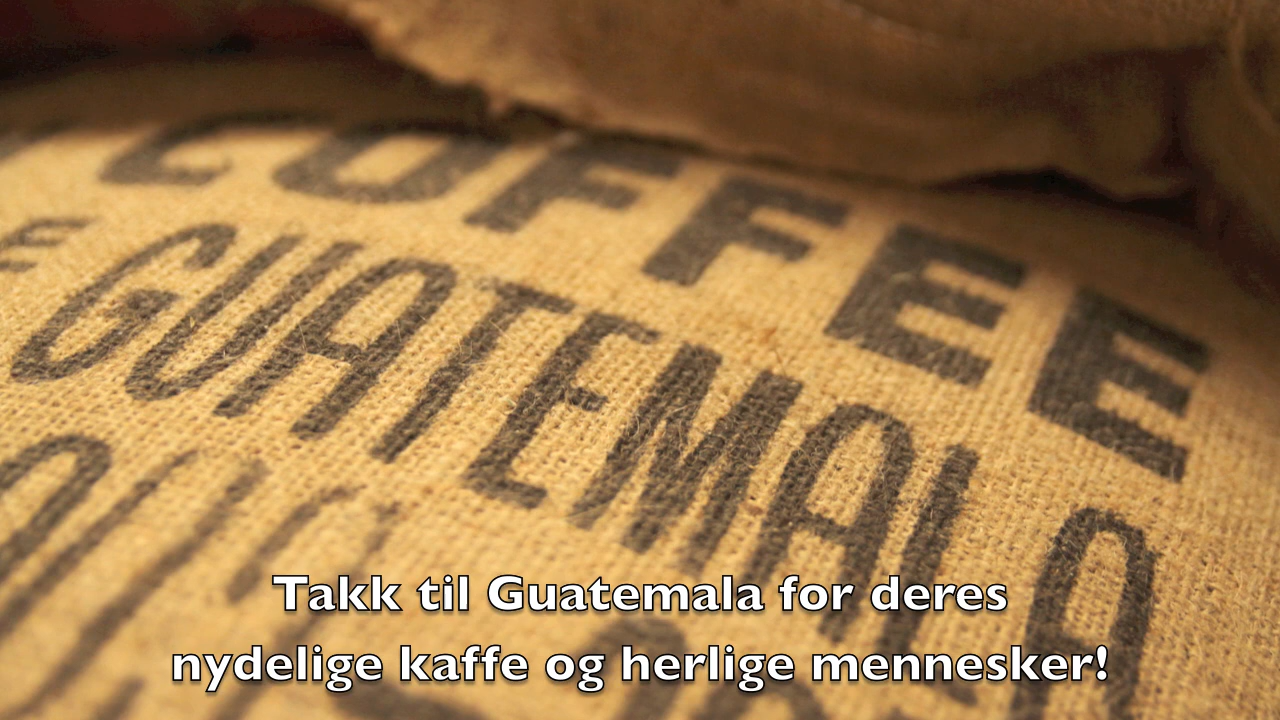 COFFEE
GUATEMALA
Takk til Guatemala for deres
nydelige kaffe og herlige mennesker!